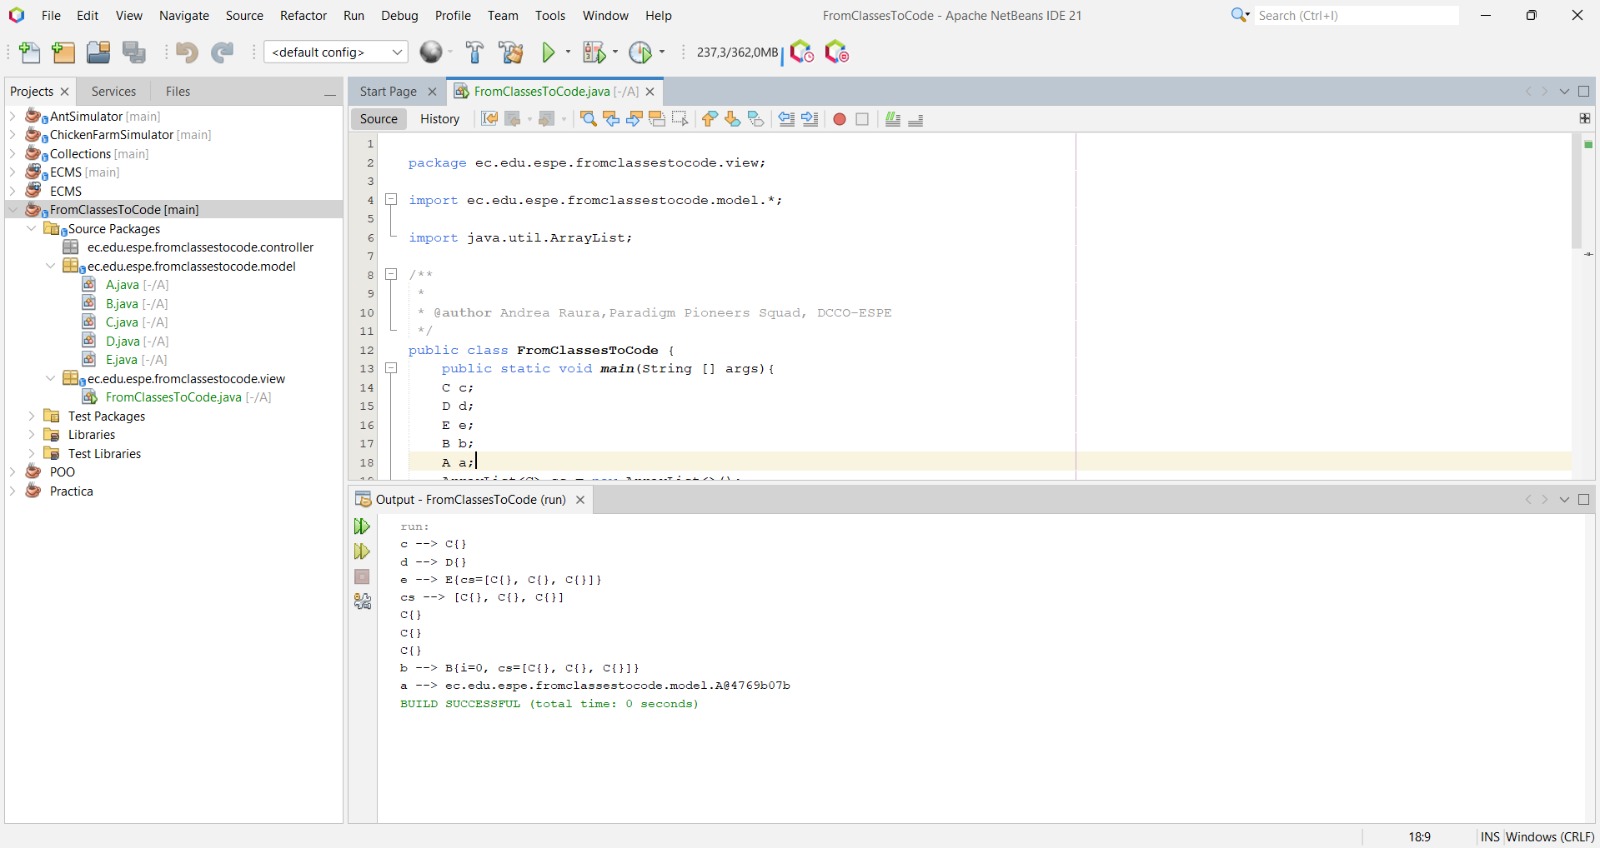 File Edit View Navigate Source Refactor Run Debug Profile Team Tools Window Help FromClassesToCode - Apache NetBeans IDE 21 Search (Ctrl+I)
<default config> 237,3/362,0MB
Projects Services Files
AntSimulator [main]
ChickenFarmSimulator [main]
Collections [main]
ECMS [main]
ECMS
FromClassesToCode [main]
Source Packages
ec.edu.espe.fromclassestocode.controller
ec.edu.espe.fromclassestocode.model
A.java [-/A]
B.java [-/A]
C.java [-/A]
D.java [-/A]
E.java [-/A]
ec.edu.espe.fromclassestocode.view
FromClassesToCode.java [-/A]
Test Packages
Libraries
Test Libraries
POO
Practica
Start Page FromClassesToCode.java [-/A]
Source History
1
2 package ec.edu.espe.fromclassestocode.view;
3
4 import ec.edu.espe.fromclassestocode.model.*;
5
6 import java.util.ArrayList;
7
8 /**
9 *
10 * @author Andrea Raura,Paradigm Pioneers Squad, DCCO-ESPE
11 */
12 public class FromClassesToCode {
13 public static void main(String [] args){
14 C c;
15 D d;
16 E e;
17 B b;
18 A a;
19 ArrayList<C> cs = new ArrayList<>();
Output - FromClassesToCode (run)
run:
c --> C{}
d --> D{}
e --> E{cs=[C{}, C{}, C{}]}
cs --> [C{}, C{}, C{}]
C{}
C{}
C{}
b --> B{i=0, cs=[C{}, C{}, C{}]}
a --> ec.edu.espe.fromclassestocode.model.A@4769b07b
BUILD SUCCESSFUL (total time: 0 seconds)
18:9 INS Windows (CRLF)